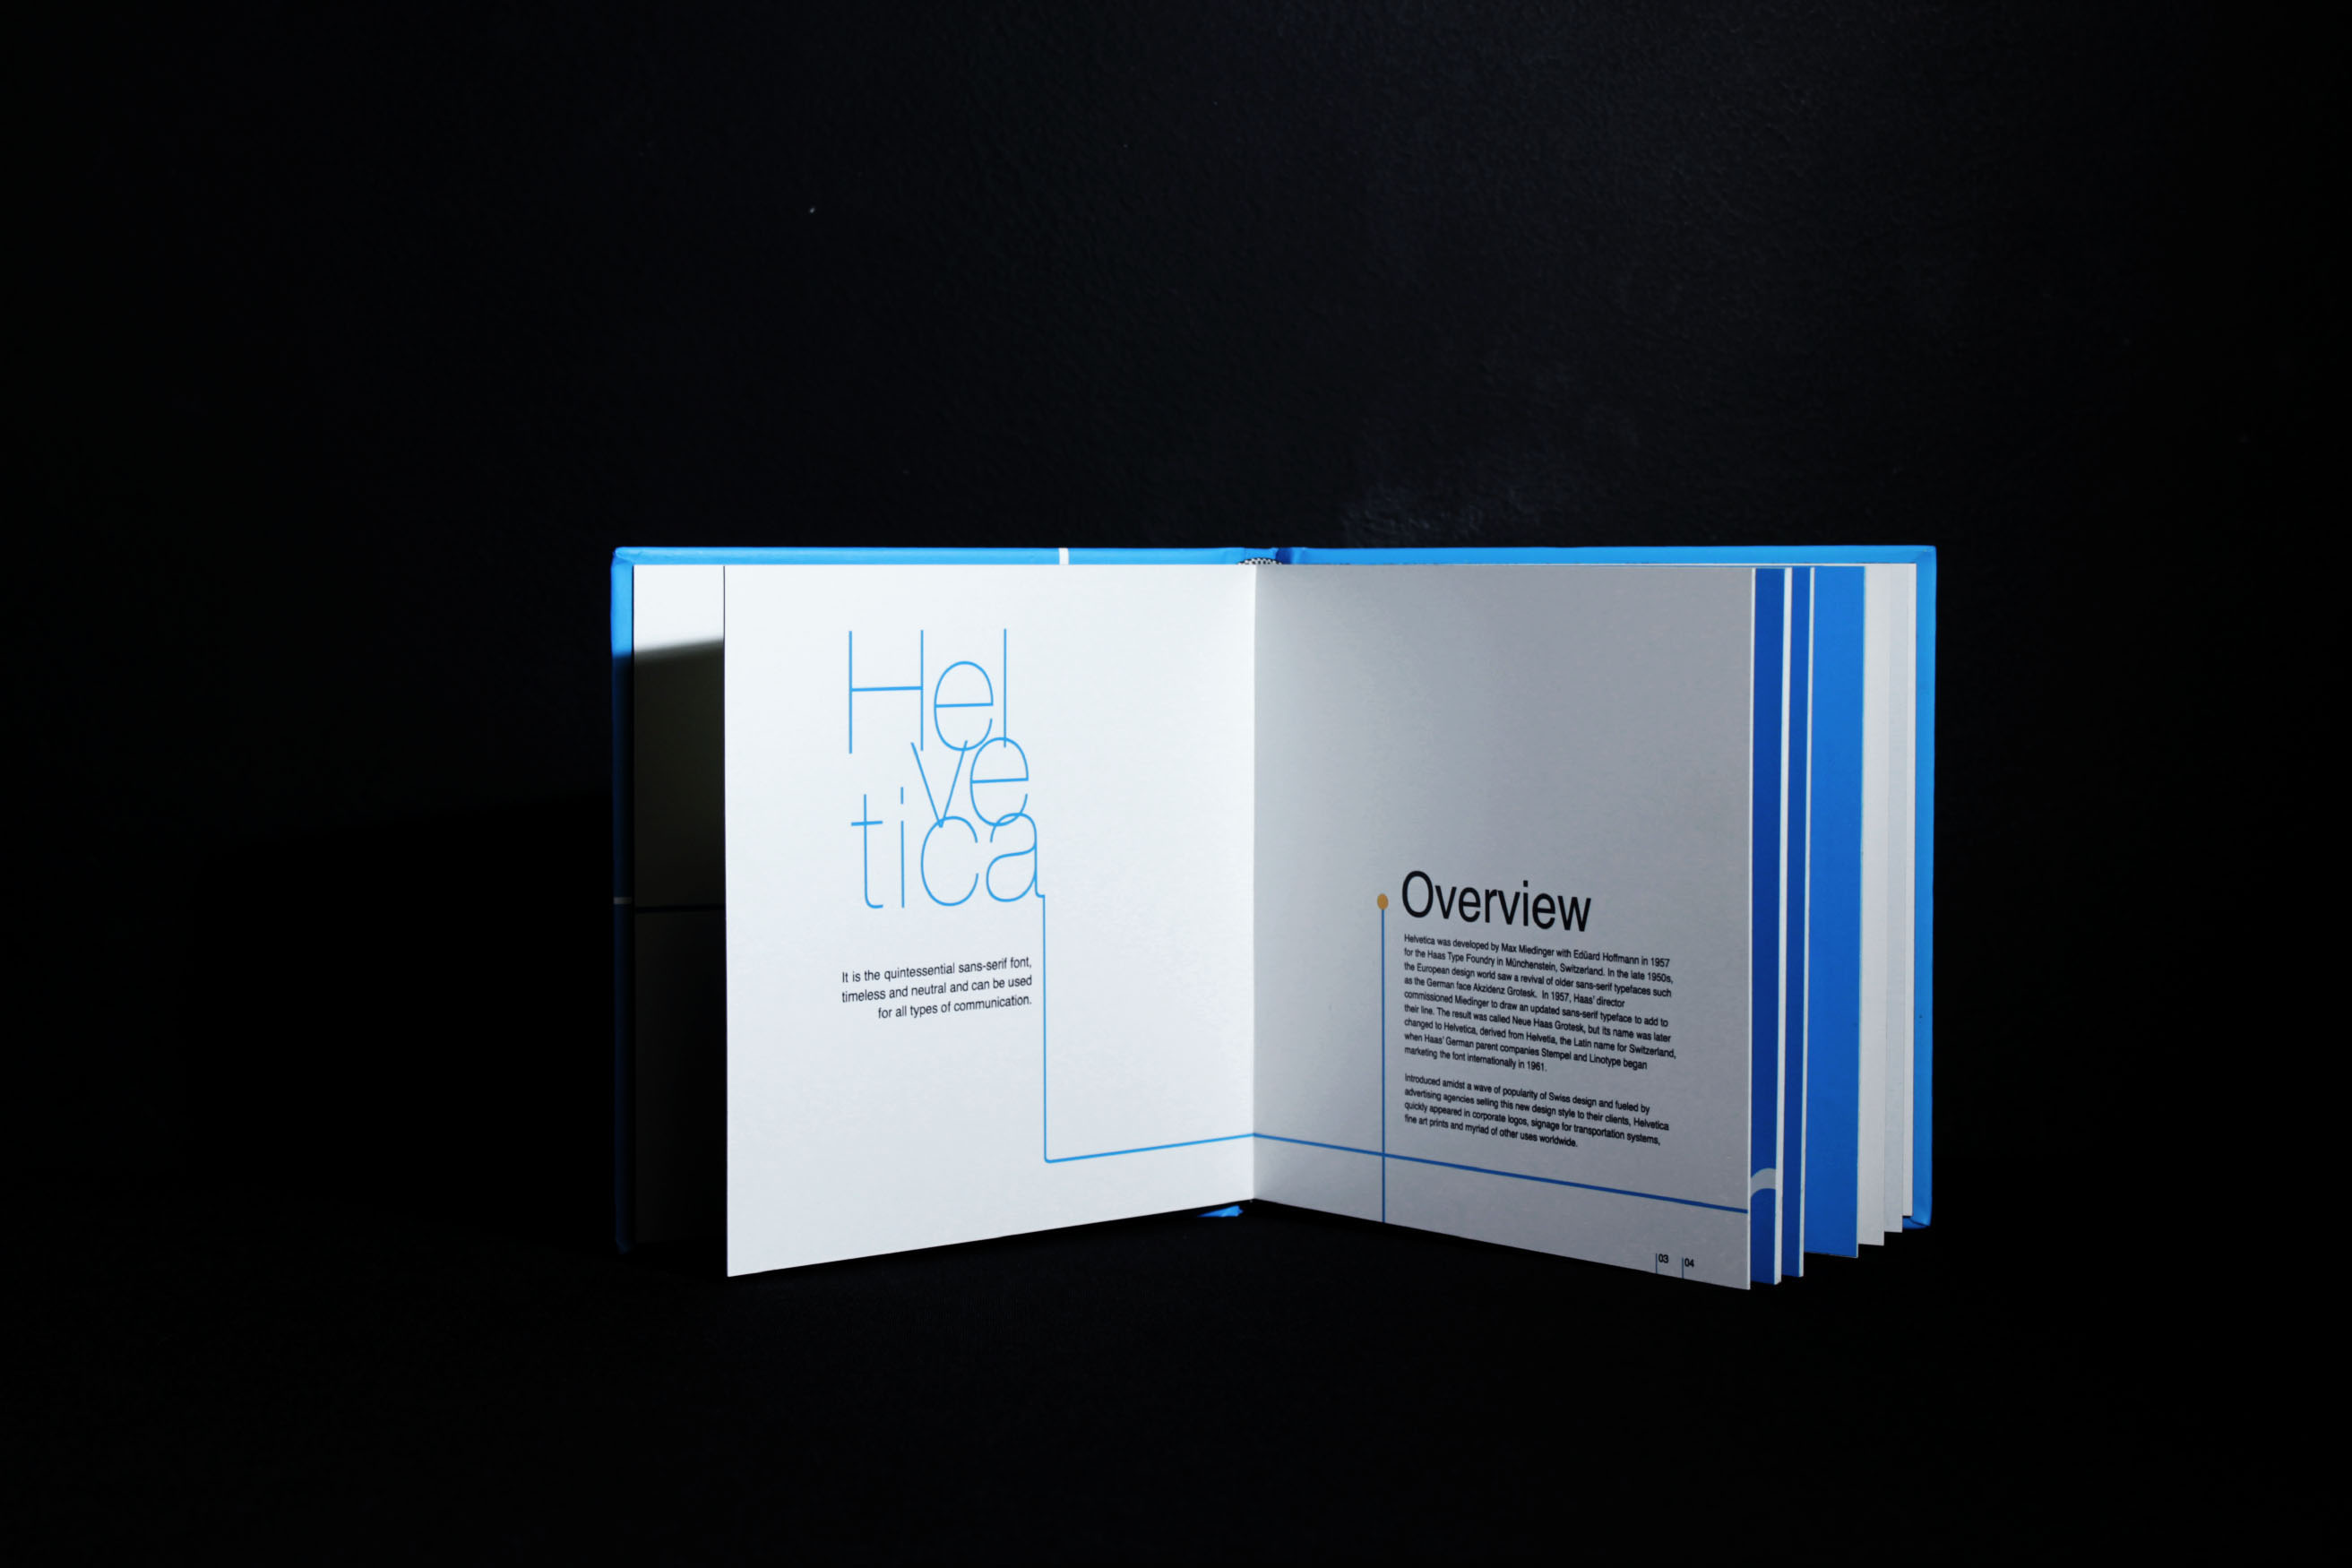 Hel
ve
tica
It is the quintessential sans-serif font,
timeless and neutral and can be used
for all types of communication.
Overview
Helvetica was developed by Max Miedinger with Edüard Hoffmann in 1957
for the Haas Type Foundry in Münchenstein, Switzerland. In the late 1950s,
the European design world saw a revival of older sans-serif typefaces such
as the German face Akzidenz Grotesk. In 1957, Haas' director
commissioned Miedinger to draw an updated sans-serif typeface to add to
their line. The result was called Neue Haas Grotesk, but its name was later
changed to Helvetica, derived from Helvetia, the Latin name for Switzerland,
when Haas' German parent companies Stempel and Linotype began
marketing the font internationally in 1961.
Introduced amidst a wave of popularity of Swiss design and fueled by
advertising agencies selling this new design style to their clients, Helvetica
quickly appeared in corporate logos, signage for transportation systems,
fine art prints and myriad of other uses worldwide.
03 04